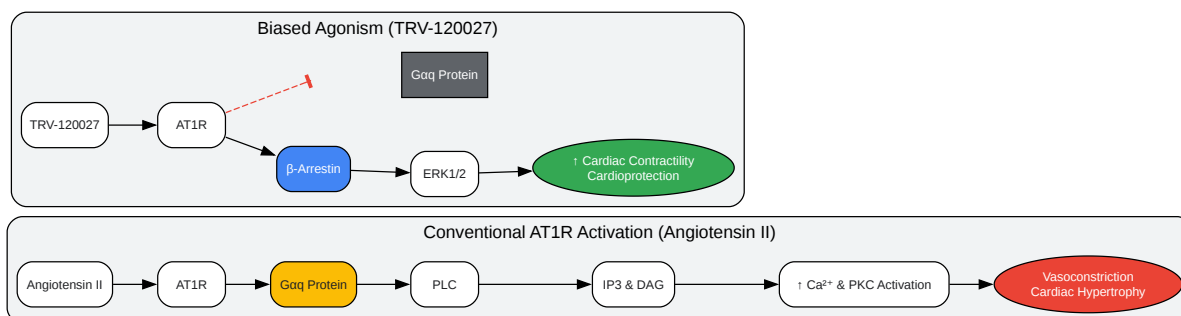 Biased Agonism (TRV-120027)
Gαq Protein
TRV-120027
AT1R
β-Arrestin
ERK1/2
↑ Cardiac Contractility
Cardioprotection
Conventional AT1R Activation (Angiotensin II)
Angiotensin II
AT1R
Gαq Protein
PLC
IP3 & DAG
↑ Ca²⁺ & PKC Activation
Vasoconstriction
Cardiac Hypertrophy